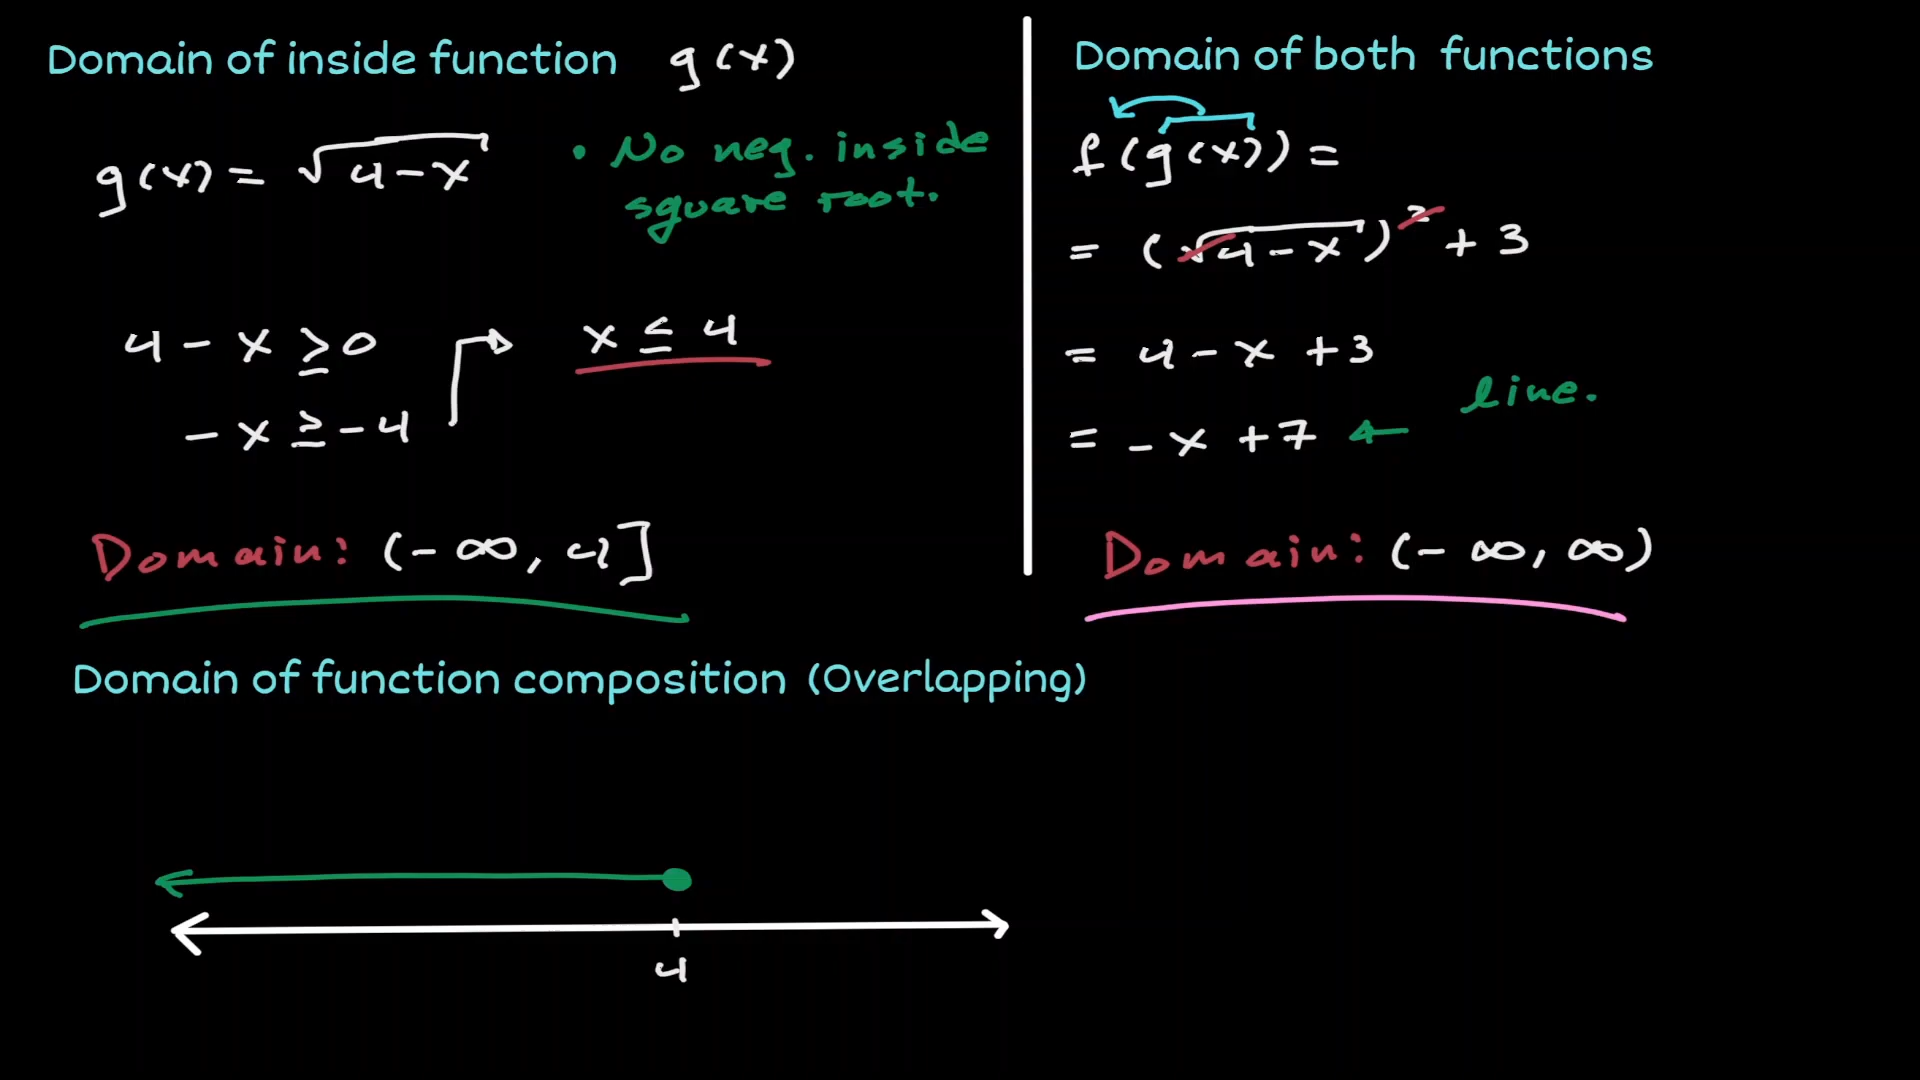 Domain of inside function g(x)
g(x) = √(4-x)
• No neg. inside
square root.
4 - x ≥ 0
- x ≥ -4
x ≤ 4
Domain: (-∞, 4]
Domain of both functions
f(g(x)) =
= (√(4-x))² + 3
= 4 - x + 3
= -x + 7 ←
line.
Domain: (-∞, ∞)
Domain of function composition (Overlapping)
4